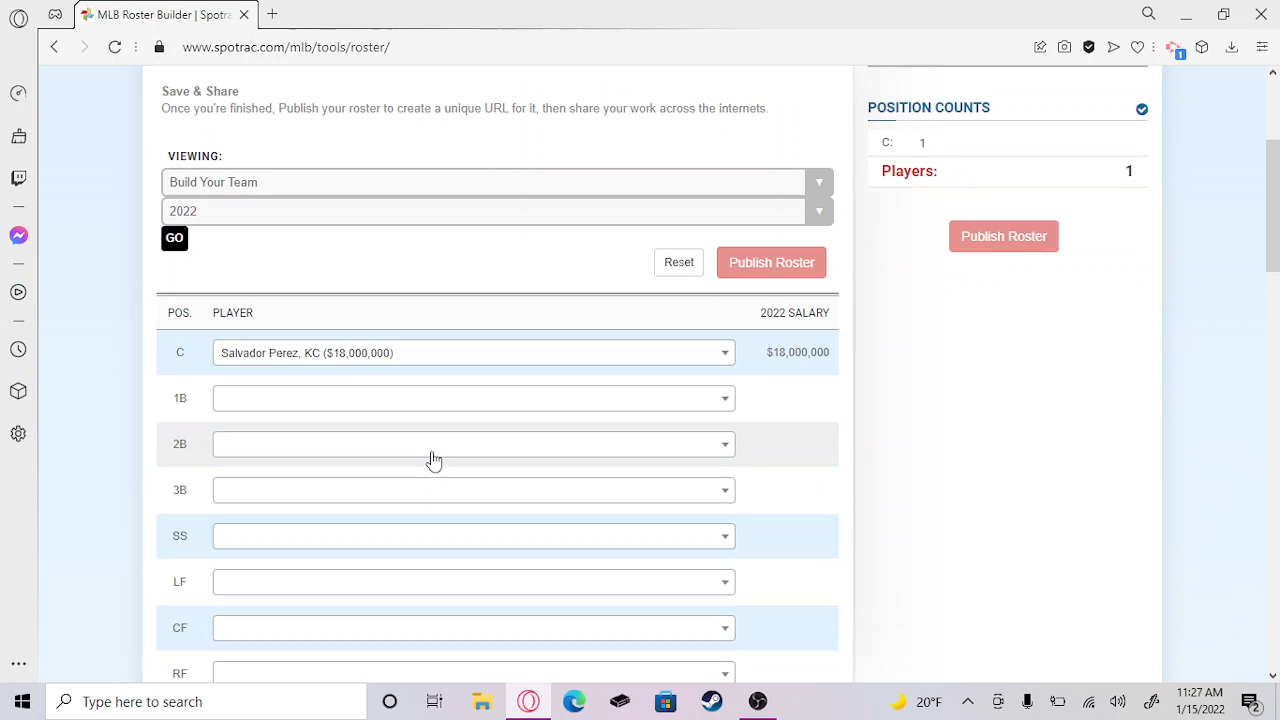 MLB Roster Builder | Spotra
www.spotrac.com/mlb/tools/roster/
1
Save & Share
Once you're finished, Publish your roster to create a unique URL for it, then share your work across the internets.
VIEWING:
Build Your Team
2022
GO
Reset
Publish Roster
POS. PLAYER 2022 SALARY
C Salvador Perez, KC ($18,000,000) $18,000,000
1B
2B
3B
SS
LF
CF
RF
POSITION COUNTS
C: 1
Players: 1
Publish Roster
Type here to search
20°F
11:27 AM
1/15/2022
2